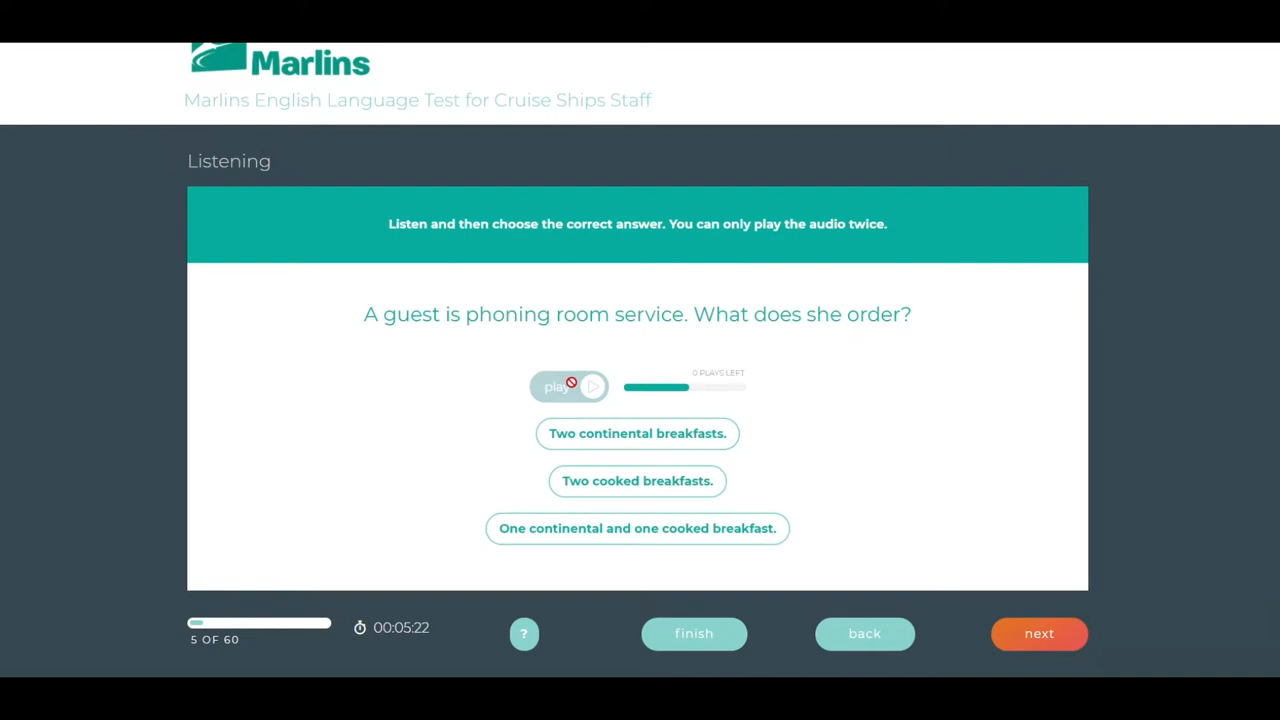 Marlins
Marlins English Language Test for Cruise Ships Staff
Listening
Listen and then choose the correct answer. You can only play the audio twice.
A guest is phoning room service. What does she order?
0 PLAYS LEFT
play
Two continental breakfasts.
Two cooked breakfasts.
One continental and one cooked breakfast.
5 OF 60
00:05:22
?
finish
back
next